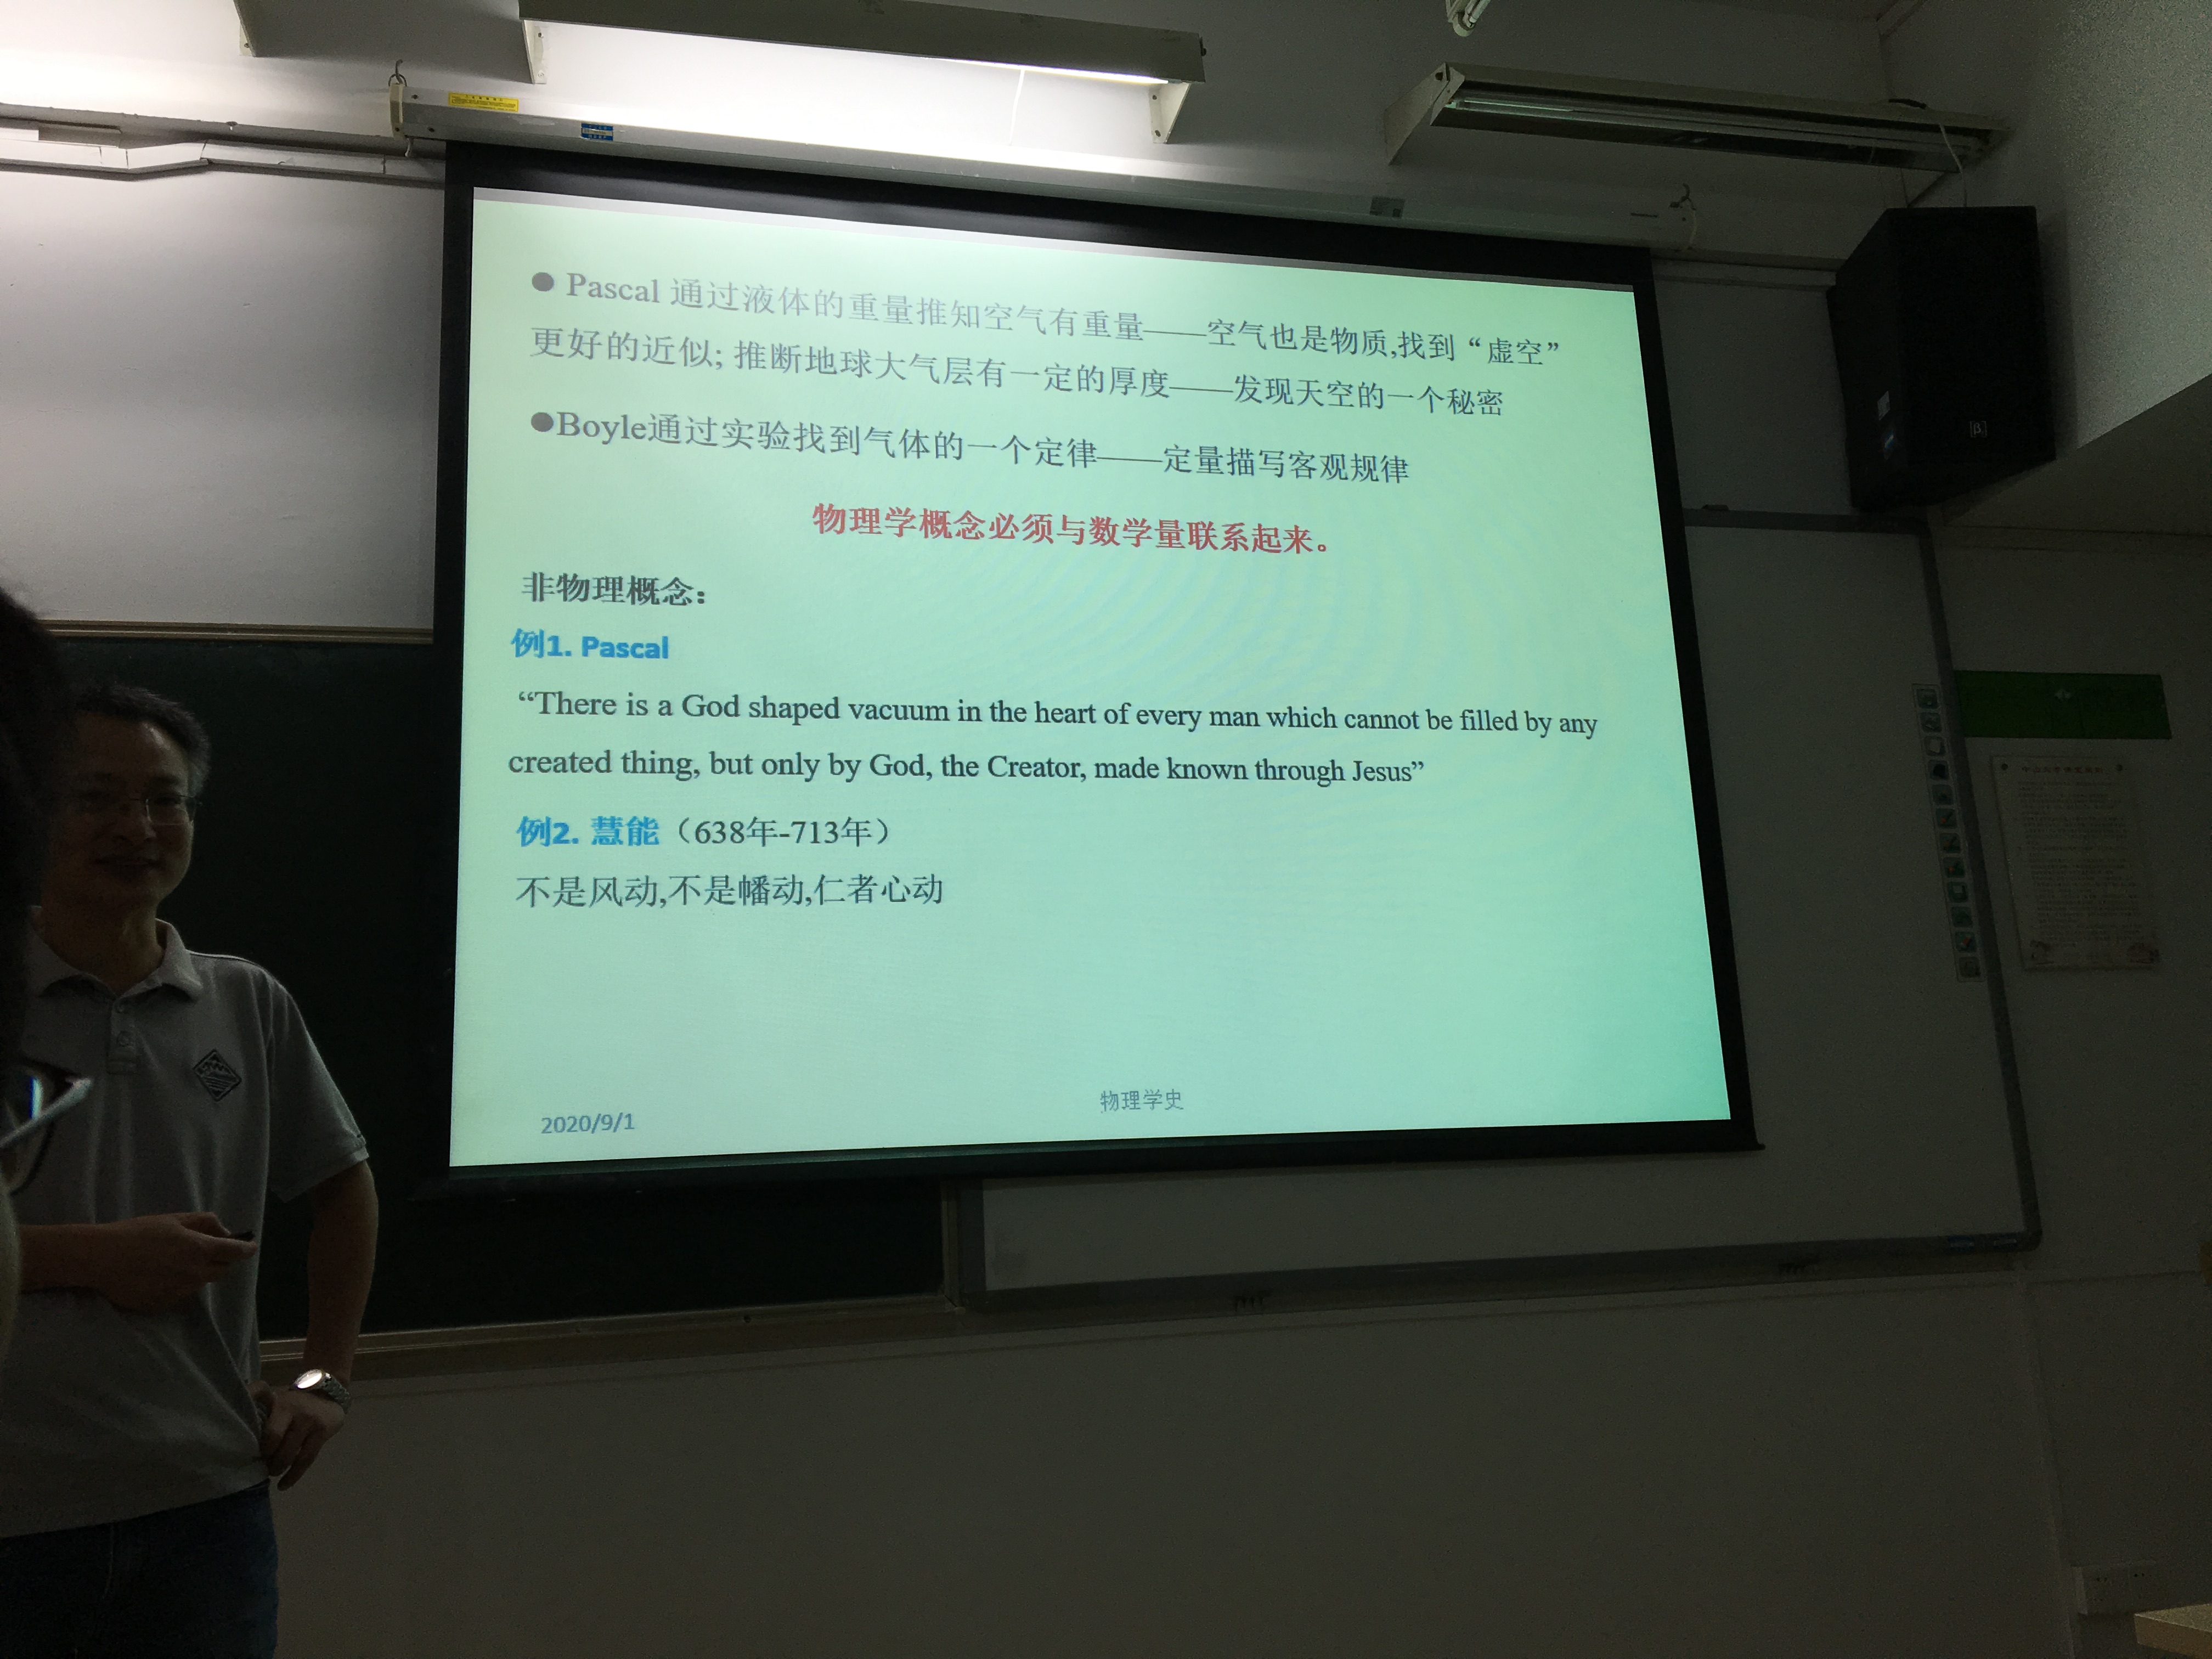 ● Pascal 通过液体的重量推知空气有重量——空气也是物质,找到“虚空”
更好的近似; 推断地球大气层有一定的厚度——发现天空的一个秘密
●Boyle通过实验找到气体的一个定律——定量描写客观规律
物理学概念必须与数学量联系起来。
非物理概念：
例1. Pascal
“There is a God shaped vacuum in the heart of every man which cannot be filled by any
created thing, but only by God, the Creator, made known through Jesus”
例2. 慧能（638年-713年）
不是风动,不是幡动,仁者心动
2020/9/1
物理学史